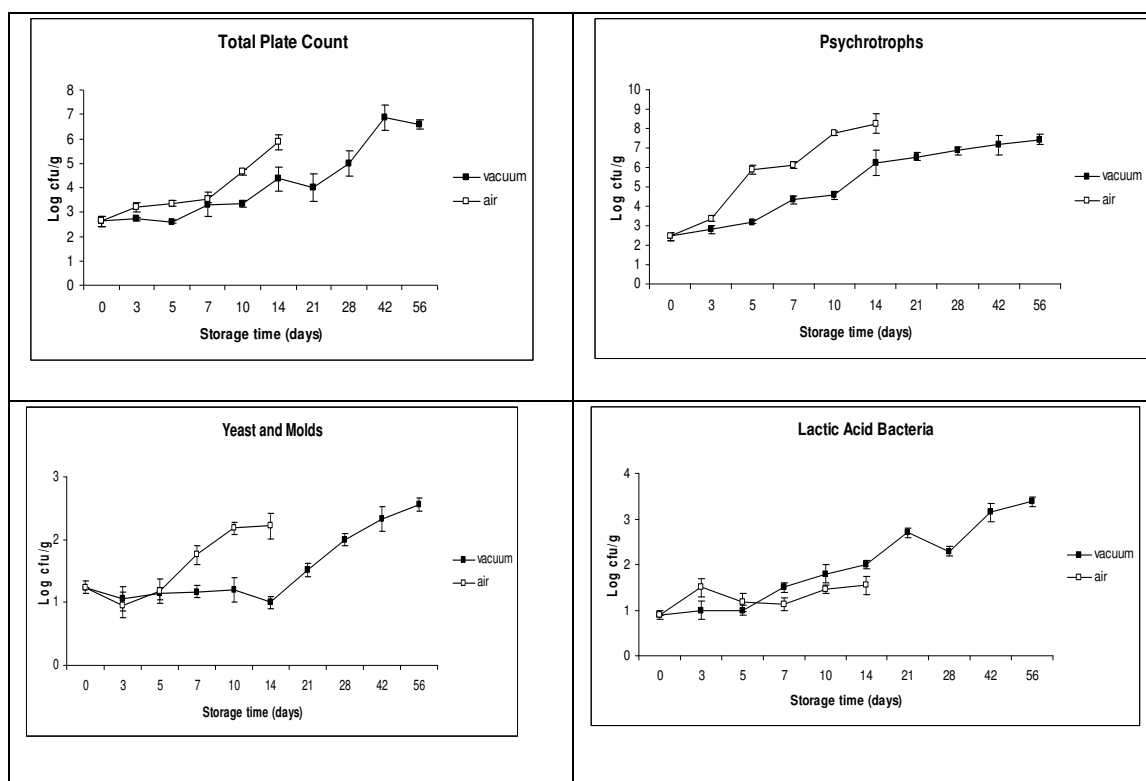 Total Plate Count
8
7
6
5
4
3
2
1
0
Log cfu/g
0 3 5 7 10 14 21 28 42 56
Storage time (days)
vacuum
air
Psychrotrophs
10
9
8
7
6
5
4
3
2
1
0
Log cfu/g
0 3 5 7 10 14 21 28 42 56
Storage time (days)
vacuum
air
Yeast and Molds
3
2
1
0
Log cfu/g
0 3 5 7 10 14 21 28 42 56
Storage time (days)
vacuum
air
Lactic Acid Bacteria
4
3
2
1
0
Log cfu/g
0 3 5 7 10 14 21 28 42 56
Storage time (days)
vacuum
air